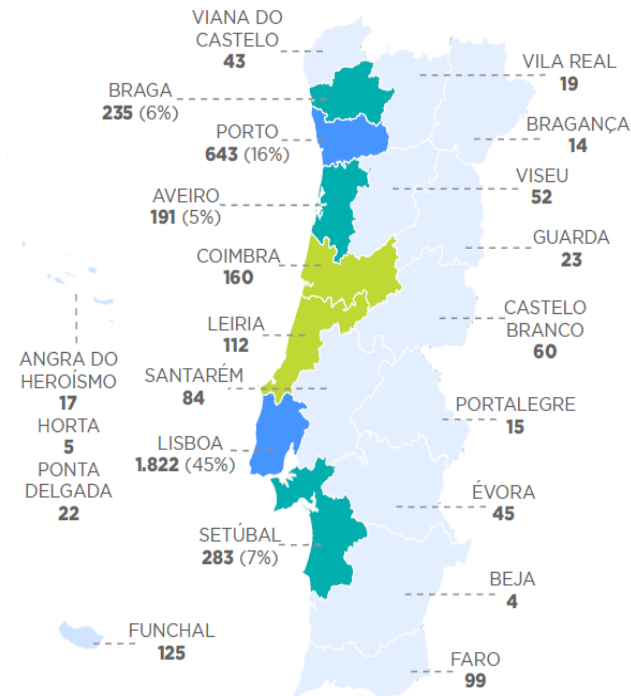 VIANA DO
CASTELO
43
VILA REAL
19
BRAGA
235 (6%)
BRAGANÇA
14
PORTO
643 (16%)
VISEU
52
AVEIRO
191 (5%)
GUARDA
23
COIMBRA
160
CASTELO
BRANCO
60
LEIRIA
112
ANGRA DO
HEROÍSMO
17
HORTA
5
PONTA
DELGADA
22
SANTARÉM
84
PORTALEGRE
15
LISBOA
1.822 (45%)
ÉVORA
45
SETÚBAL
283 (7%)
BEJA
4
FUNCHAL
125
FARO
99